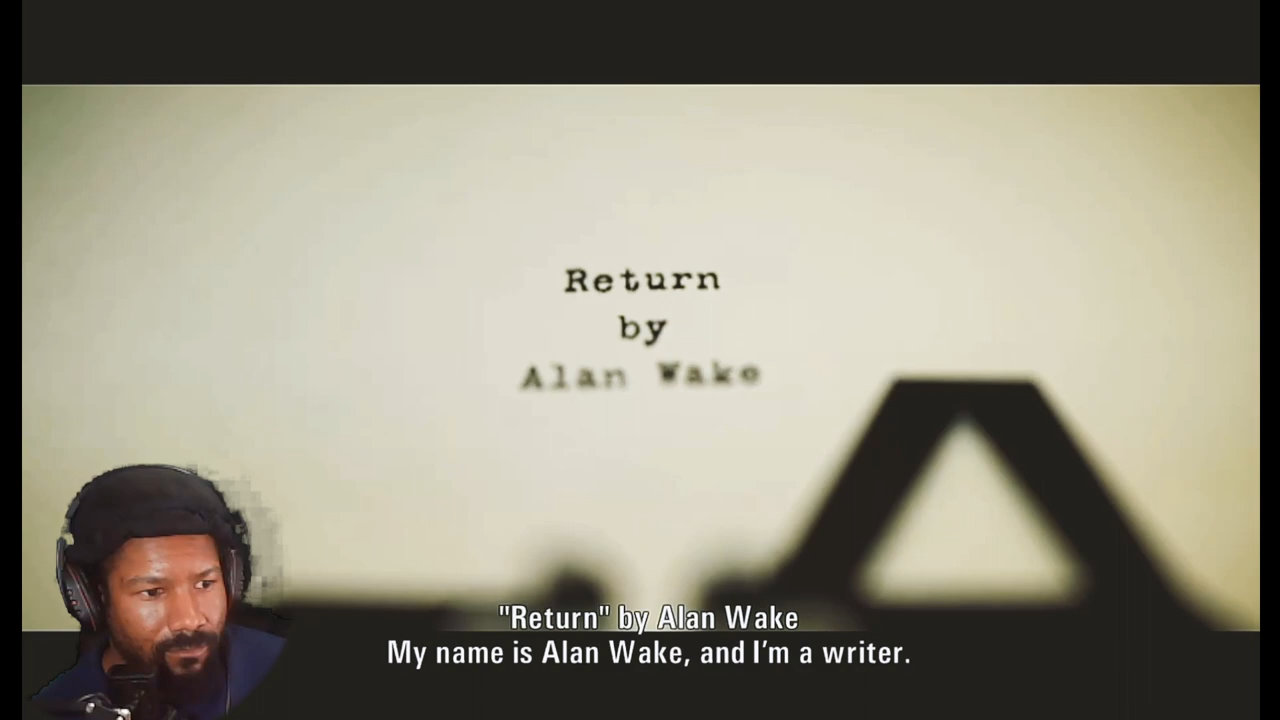 Return
by
Alan Wake
"Return" by Alan Wake
My name is Alan Wake, and I'm a writer.